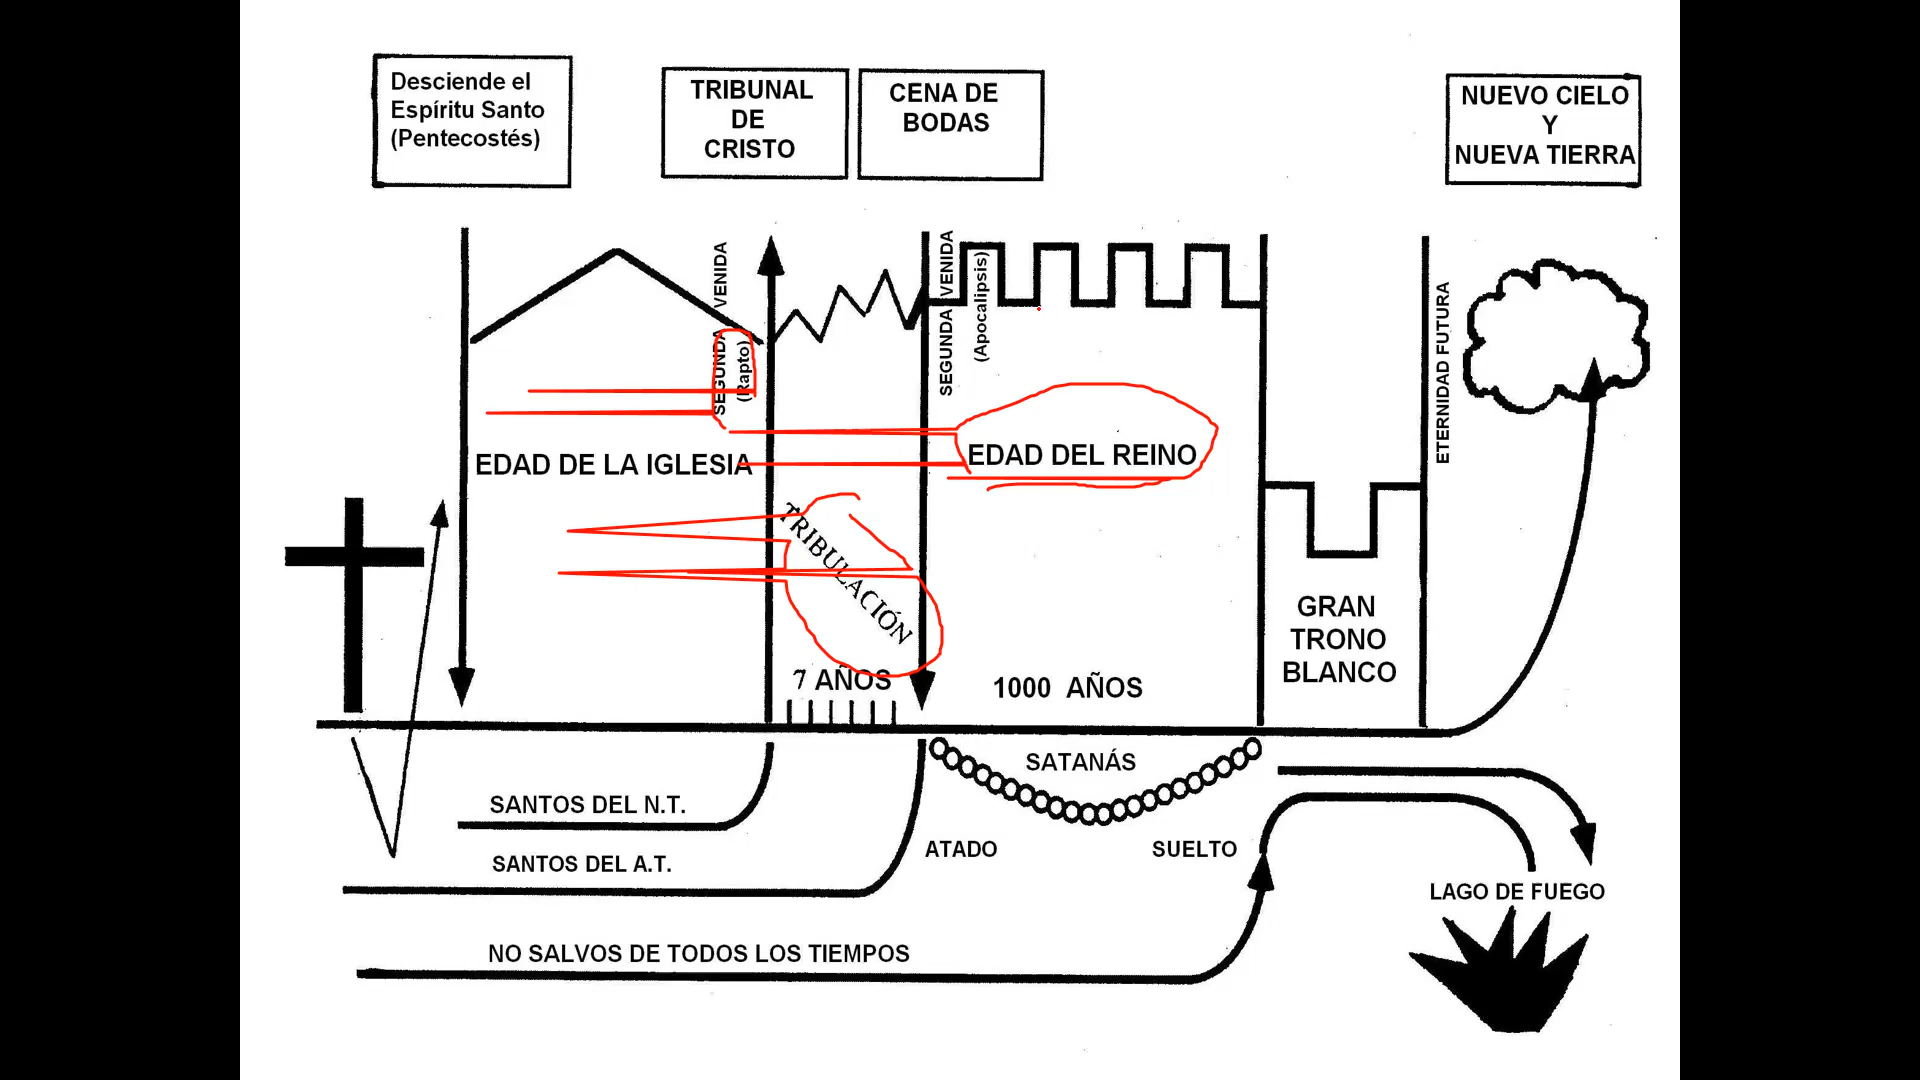 Desciende el
Espíritu Santo
(Pentecostés)
TRIBUNAL
DE
CRISTO
CENA DE
BODAS
NUEVO CIELO
Y
NUEVA TIERRA
SEGUNDA VENIDA
(Rapto)
SEGUNDA VENIDA
(Apocalipsis)
ETERNIDAD FUTURA
EDAD DE LA IGLESIA
EDAD DEL REINO
TRIBULACIÓN
7 AÑOS
1000 AÑOS
GRAN
TRONO
BLANCO
SATANÁS
ATADO
SUELTO
SANTOS DEL N.T.
SANTOS DEL A.T.
NO SALVOS DE TODOS LOS TIEMPOS
LAGO DE FUEGO